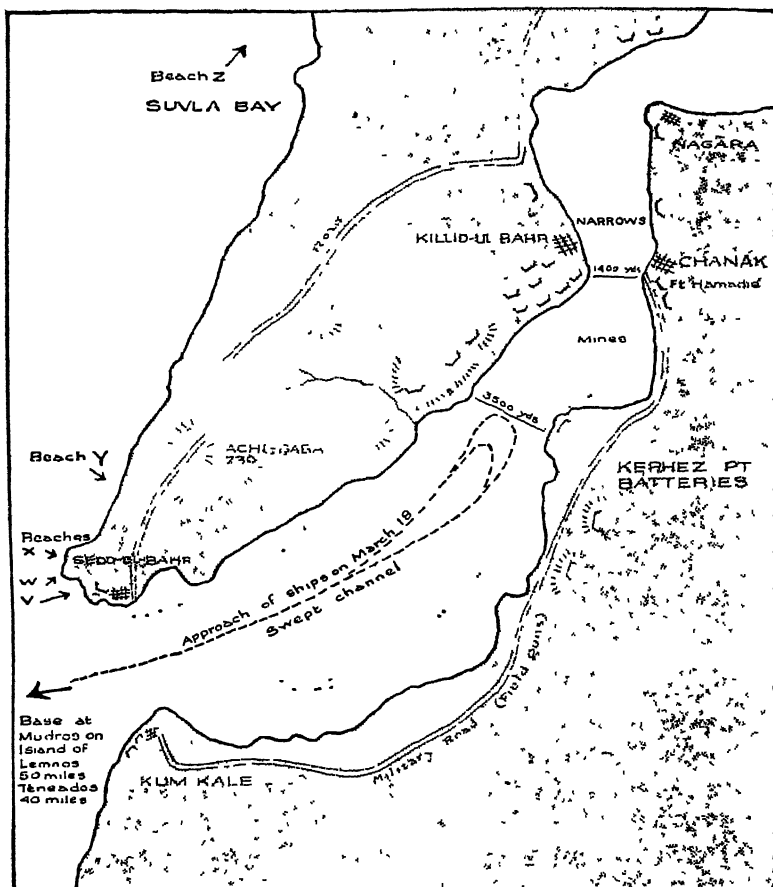 Beach Z
SUVLA BAY
NAGARA
NARROWS
KILLID-UL BAHR
CHANAK
1400 yds
Ft Hamadie
Road
Mines
3500 yds
Beach Y
ACHI-BABA
730
KEPHEZ PT
BATTERIES
Beaches
X
SEDD-EL-BAHR
W
V
Approach of ships on March 18
Swept channel
Military Road (Field Guns)
Base at
Mudros on
Island of
Lemnos
50 miles
Teneados
40 miles
KUM KALE